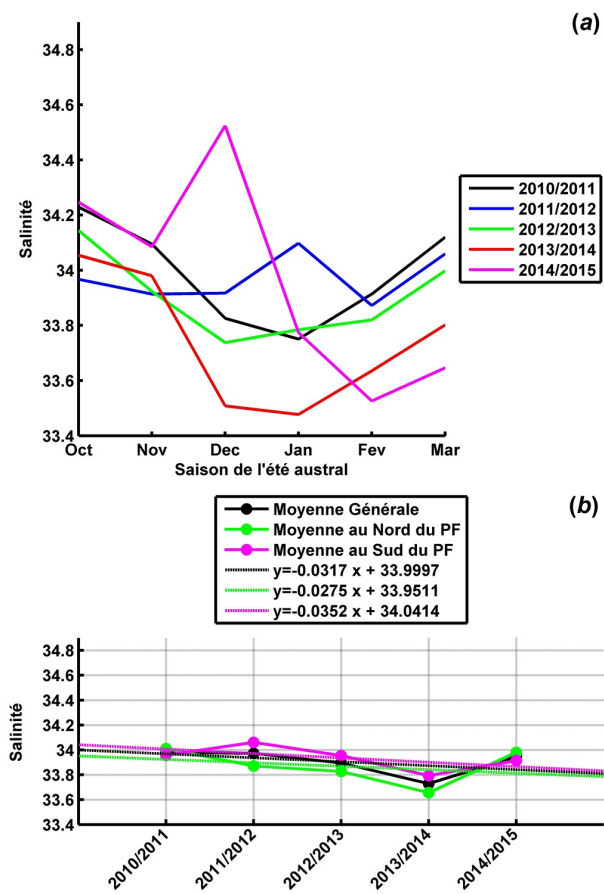 (a)
34.8
34.6
34.4
34.2
34
33.8
33.6
33.4
Salinité
Oct Nov Dec Jan Fev Mar
Saison de l'été austral
2010/2011
2011/2012
2012/2013
2013/2014
2014/2015
(b)
Moyenne Générale
Moyenne au Nord du PF
Moyenne au Sud du PF
y=-0.0317 x + 33.9997
y=-0.0275 x + 33.9511
y=-0.0352 x + 34.0414
34.8
34.6
34.4
34.2
34
33.8
33.6
33.4
Salinité
2010/2011
2011/2012
2012/2013
2013/2014
2014/2015